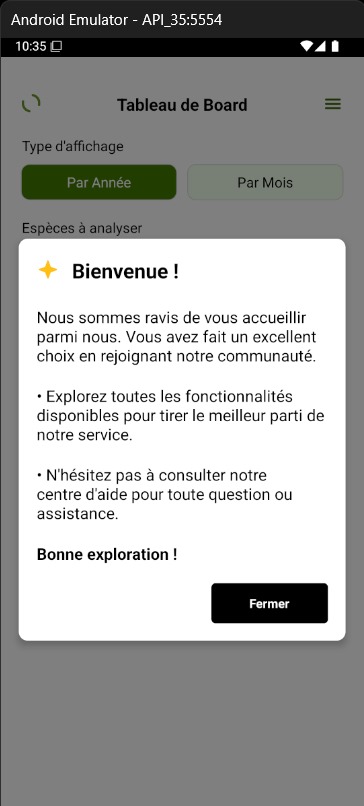 Android Emulator - API_35:5554
10:35
Tableau de Board
Type d'affichage
Par Année
Par Mois
Espèces à analyser
Bienvenue !
Nous sommes ravis de vous accueillir
parmi nous. Vous avez fait un excellent
choix en rejoignant notre communauté.
• Explorez toutes les fonctionnalités
disponibles pour tirer le meilleur parti de
notre service.
• N'hésitez pas à consulter notre
centre d'aide pour toute question ou
assistance.
Bonne exploration !
Fermer